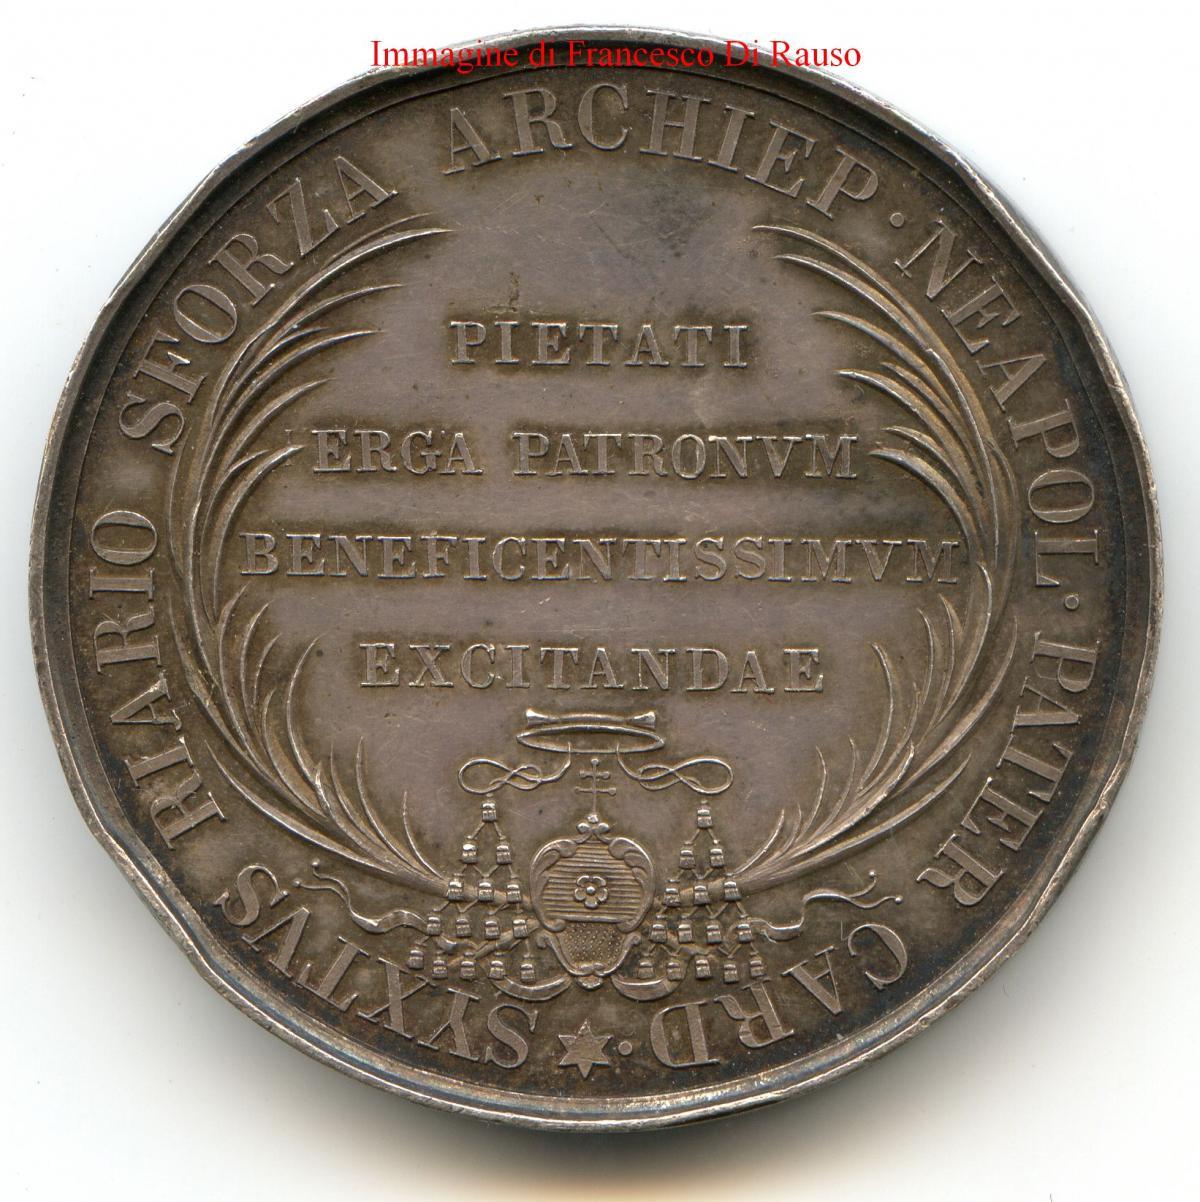 Immagine di Francesco Di Rauso
SYXTVS RIARIO SFORZA ARCHIEP · NEAPOL · PATER CARD ·
PIETATI
ERGA PATRONVM
BENEFICENTISSIMVM
EXCITANDAE